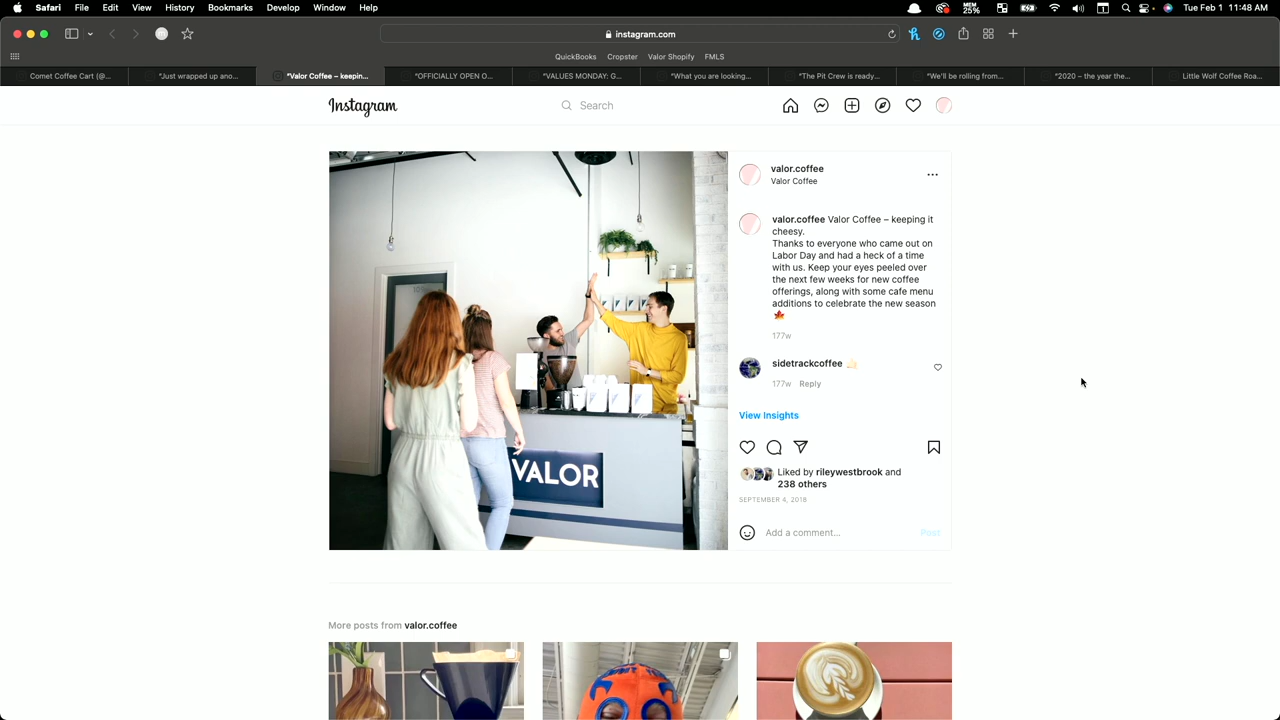 Safari File Edit View History Bookmarks Develop Window Help
MEM 25%
Tue Feb 1 11:48 AM
instagram.com
QuickBooks Cropster Valor Shopify FMLS
Comet Coffee Cart (@...
"Just wrapped up ano...
"Valor Coffee – keepin...
"OFFICIALLY OPEN O...
"VALUES MONDAY: G...
"What you are looking...
"The Pit Crew is ready...
"We'll be rolling from...
"2020 – the year the...
Little Wolf Coffee Roa...
Instagram
Search
valor.coffee
Valor Coffee
valor.coffee Valor Coffee – keeping it
cheesy.
Thanks to everyone who came out on
Labor Day and had a heck of a time
with us. Keep your eyes peeled over
the next few weeks for new coffee
offerings, along with some cafe menu
additions to celebrate the new season
🍁
177w
sidetrackcoffee 🤙🏻
177w Reply
View Insights
Liked by rileywestbrook and
238 others
SEPTEMBER 4, 2018
Add a comment... Post
VALOR
More posts from valor.coffee